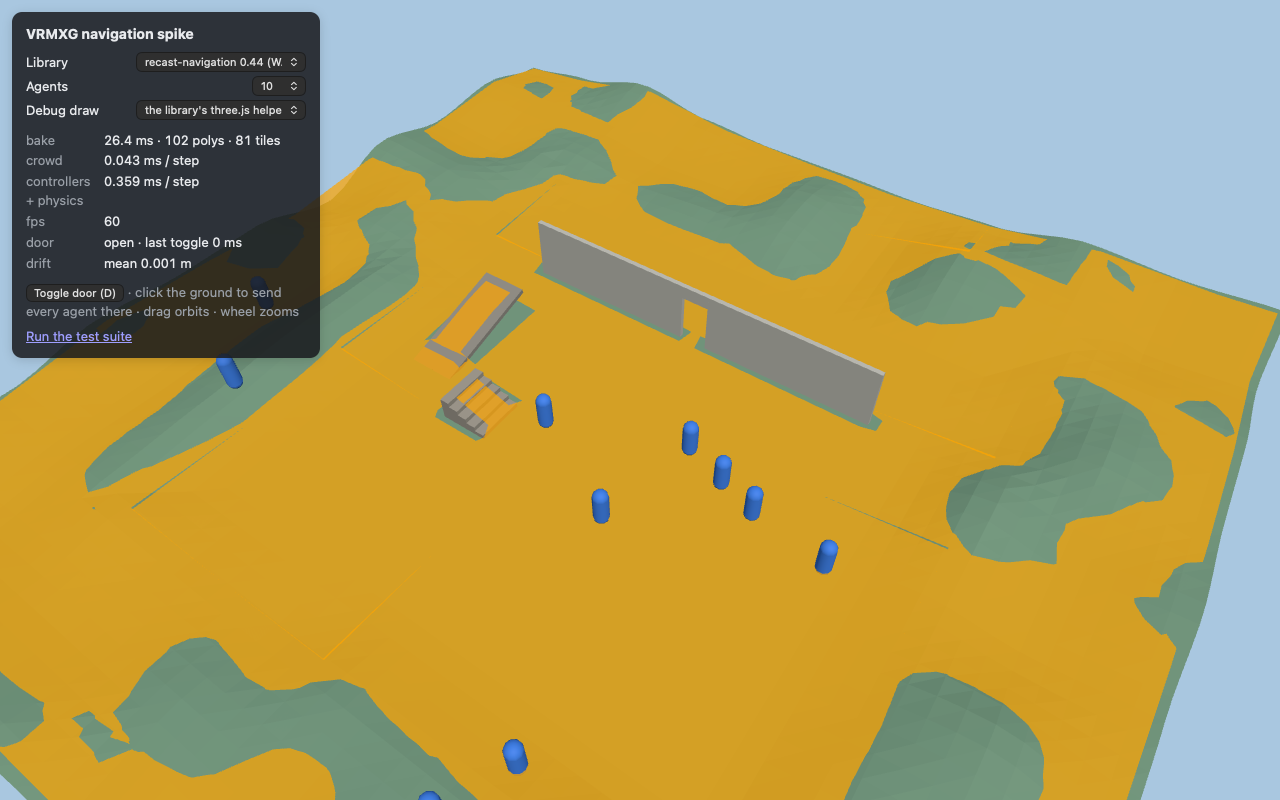 VRMXG navigation spike
Library recast-navigation 0.44 (W.
Agents 10
Debug draw the library's three.js helpe
bake 26.4 ms · 102 polys · 81 tiles
crowd 0.043 ms / step
controllers 0.359 ms / step
+ physics
fps 60
door open · last toggle 0 ms
drift mean 0.001 m
Toggle door (D) · click the ground to send
every agent there · drag orbits · wheel zooms
Run the test suite